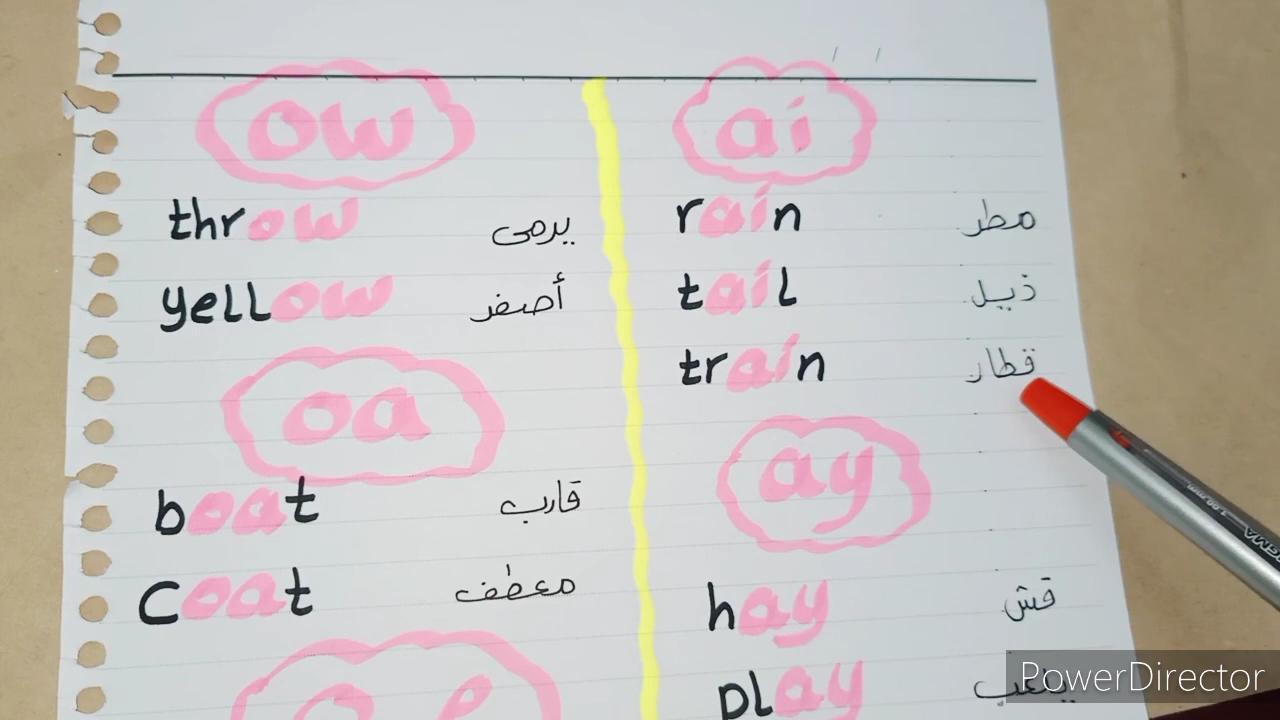 ow
throw يرمى
yellow أصفر
oa
boat قارب
coat معطف
ai
rain مطر
tail ذيل
train قطار
ay
hay قش
play يلعب
PowerDirector